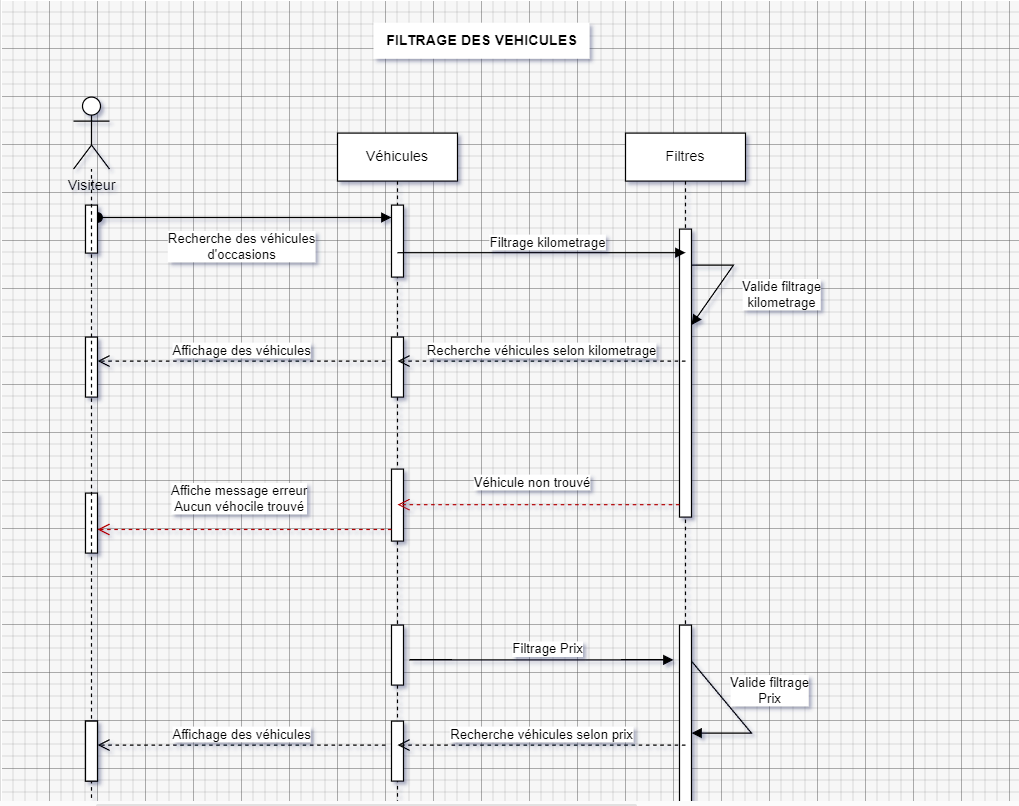 FILTRAGE DES VEHICULES
Véhicules
Filtres
Visiteur
Recherche des véhicules
d'occasions
Filtrage kilometrage
Valide filtrage
kilometrage
Affichage des véhicules
Recherche véhicules selon kilometrage
Véhicule non trouvé
Affiche message erreur
Aucun véhocile trouvé
Filtrage Prix
Valide filtrage
Prix
Affichage des véhicules
Recherche véhicules selon prix